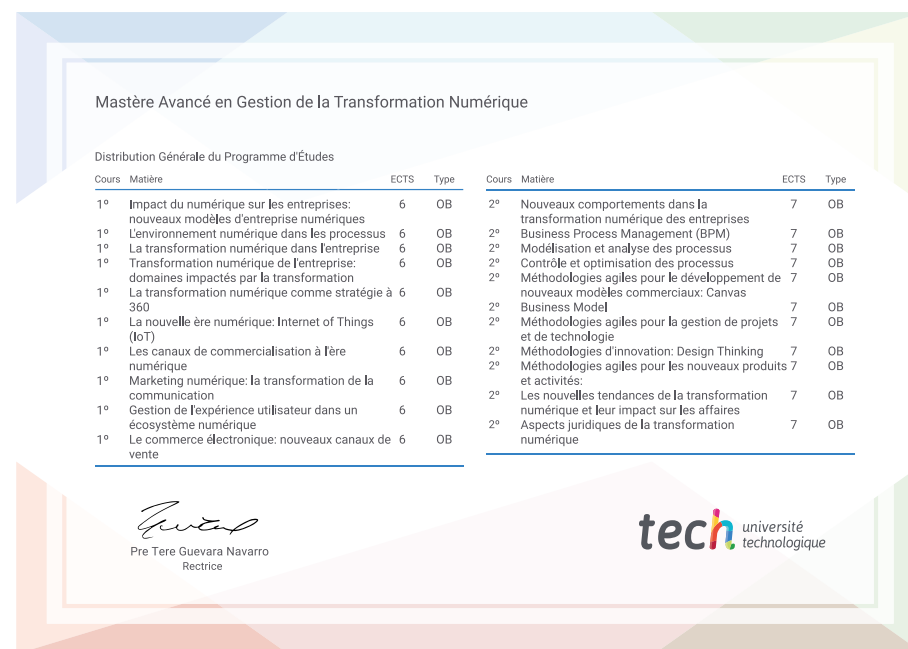 Mastère Avancé en Gestion de la Transformation Numérique
Distribution Générale du Programme d'Études
Cours Matière ECTS Type
1º Impact du numérique sur les entreprises: 6 OB
nouveaux modèles d'entreprise numériques
1º L'environnement numérique dans les processus 6 OB
1º La transformation numérique dans l'entreprise 6 OB
1º Transformation numérique de l'entreprise: 6 OB
domaines impactés par la transformation
1º La transformation numérique comme stratégie à 6 OB
360
1º La nouvelle ère numérique: Internet of Things 6 OB
(IoT)
1º Les canaux de commercialisation à l'ère 6 OB
numérique
1º Marketing numérique: la transformation de la 6 OB
communication
1º Gestion de l'expérience utilisateur dans un 6 OB
écosystème numérique
1º Le commerce électronique: nouveaux canaux de 6 OB
vente
Cours Matière ECTS Type
2º Nouveaux comportements dans la 7 OB
transformation numérique des entreprises
2º Business Process Management (BPM) 7 OB
2º Modélisation et analyse des processus 7 OB
2º Contrôle et optimisation des processus 7 OB
2º Méthodologies agiles pour le développement de 7 OB
nouveaux modèles commerciaux: Canvas
2º Business Model 7 OB
2º Méthodologies agiles pour la gestion de projets 7 OB
et de technologie
2º Méthodologies d'innovation: Design Thinking 7 OB
2º Méthodologies agiles pour les nouveaux produits 7 OB
et activités:
2º Les nouvelles tendances de la transformation 7 OB
numérique et leur impact sur les affaires
2º Aspects juridiques de la transformation 7 OB
numérique
Pre Tere Guevara Navarro
Rectrice
tech université
technologique